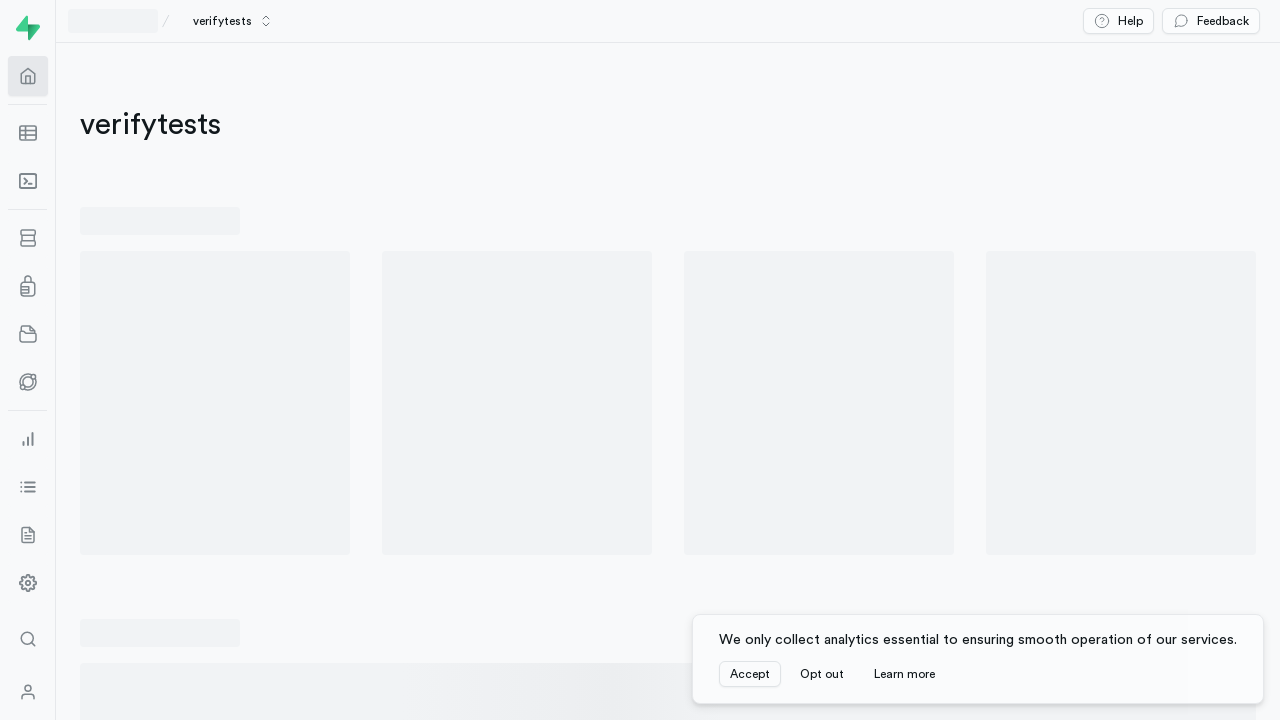 verifytests
Help
Feedback
verifytests
We only collect analytics essential to ensuring smooth operation of our services.
Accept
Opt out
Learn more